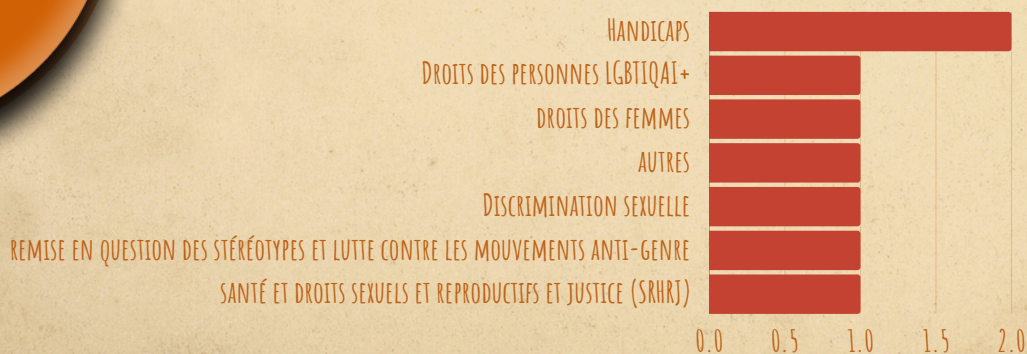 Handicaps
Droits des personnes LGBTIQAI+
droits des femmes
autres
Discrimination sexuelle
remise en question des stéréotypes et lutte contre les mouvements anti-genre
santé et droits sexuels et reproductifs et justice (SRHRJ)
0.0 0.5 1.0 1.5 2.0